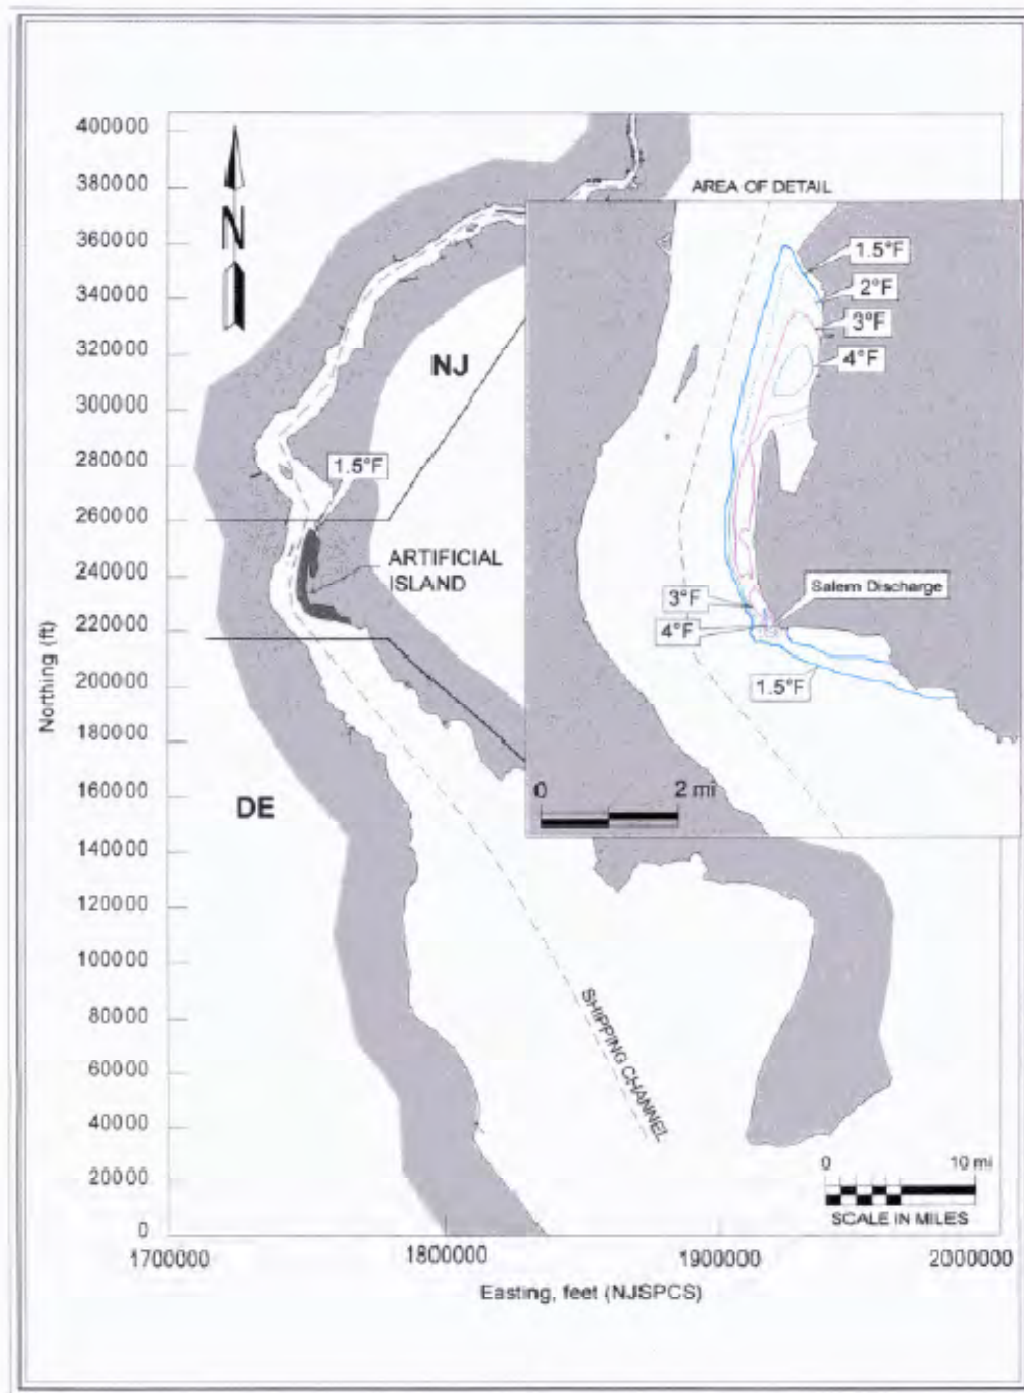 400000
380000
360000
340000
320000
300000
280000
260000
240000
220000
200000
180000
160000
140000
120000
100000
80000
60000
40000
20000
0
Northing (ft)
N
NJ
DE
1.5°F
ARTIFICIAL
ISLAND
AREA OF DETAIL
1.5°F
2°F
3°F
4°F
Salem Discharge
3°F
4°F
1.5°F
0 2 mi
SHIPPING CHANNEL
0 10 mi
SCALE IN MILES
1700000 1800000 1900000 2000000
Easting, feet (NJSPCS)